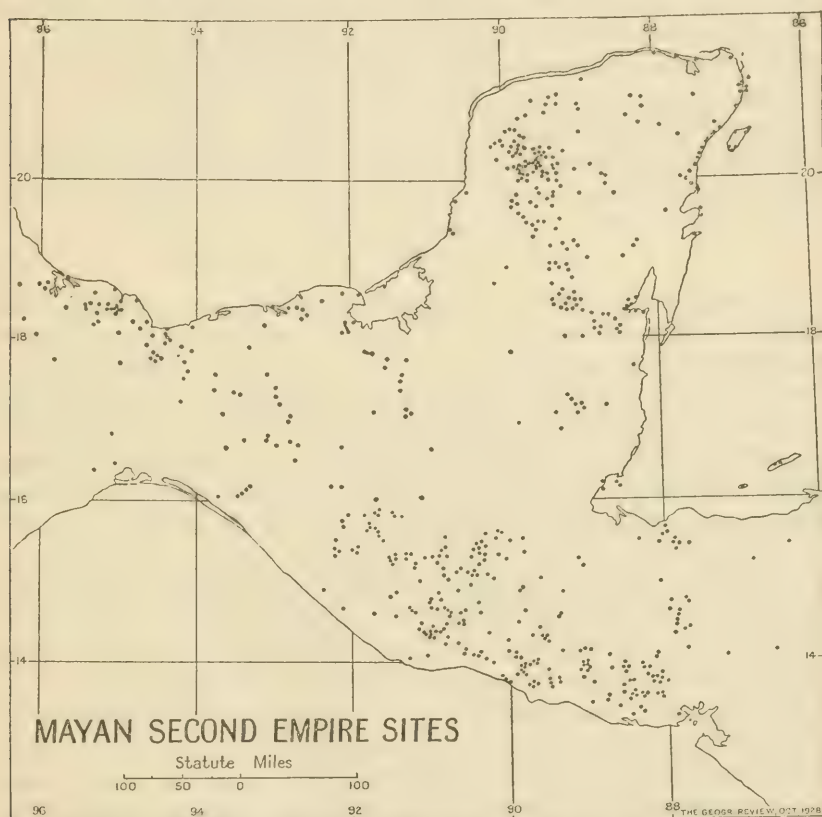 96 94 92 90 88 86
20 20
18 18
16 16
14 14
MAYAN SECOND EMPIRE SITES
Statute Miles
100 50 0 100
96 94 92 90 88
THE GEOGR. REVIEW, OCT. 1928